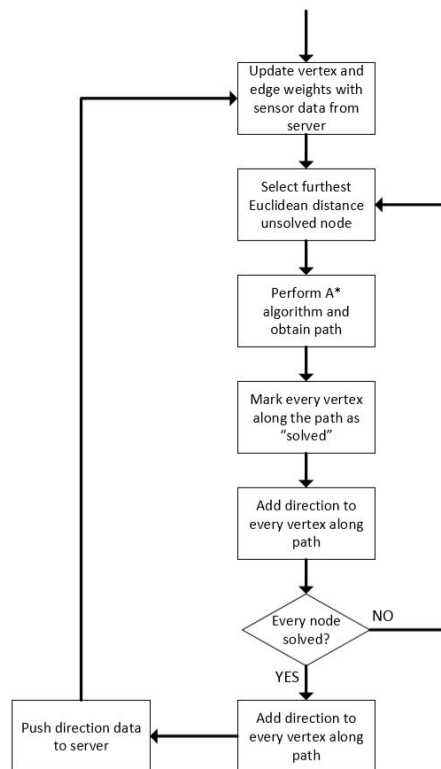 Update vertex and
edge weights with
sensor data from
server
Select furthest
Euclidean distance
unsolved node
Perform A*
algorithm and
obtain path
Mark every vertex
along the path as
“solved”
Add direction to
every vertex along
path
Every node
solved?
NO
YES
Add direction to
every vertex along
path
Push direction data
to server